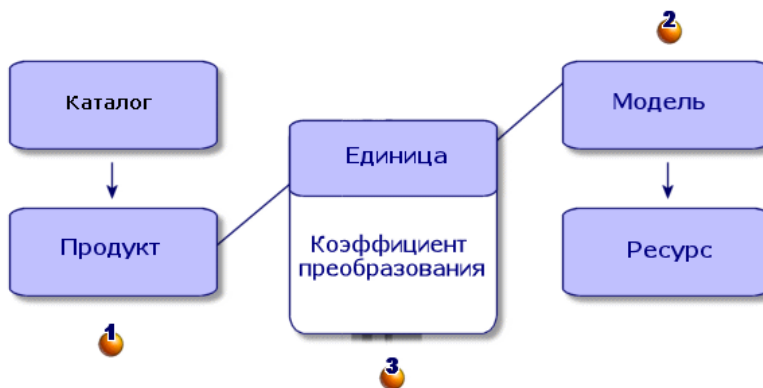 Каталог
Продукт
1
Единица
Коэффициент
преобразования
3
2
Модель
Ресурс